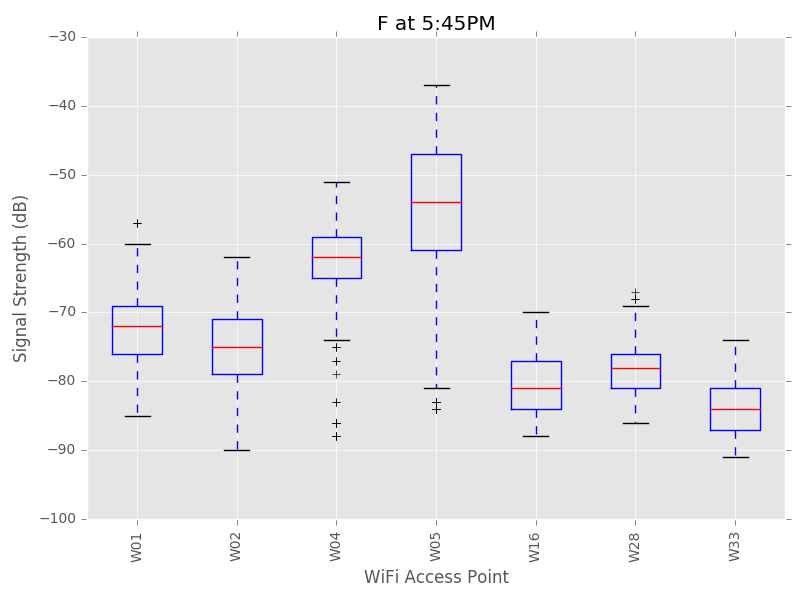 F at 5:45PM
Signal Strength (dB)
−30
−40
−50
−60
−70
−80
−90
−100
W01
W02
W04
W05
W16
W28
W33
WiFi Access Point